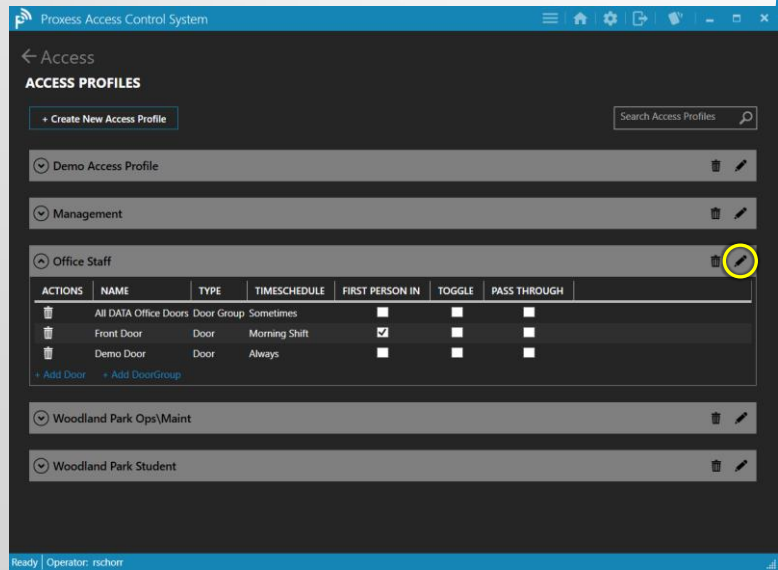 Proxess Access Control System
Access
ACCESS PROFILES
+ Create New Access Profile
Search Access Profiles
Demo Access Profile
Management
Office Staff
ACTIONS NAME TYPE TIMESCHEDULE FIRST PERSON IN TOGGLE PASS THROUGH
All DATA Office Doors Door Group Sometimes
Front Door Door Morning Shift
Demo Door Door Always
+ Add Door + Add DoorGroup
Woodland Park Ops\Maint
Woodland Park Student
Ready Operator: rschorr